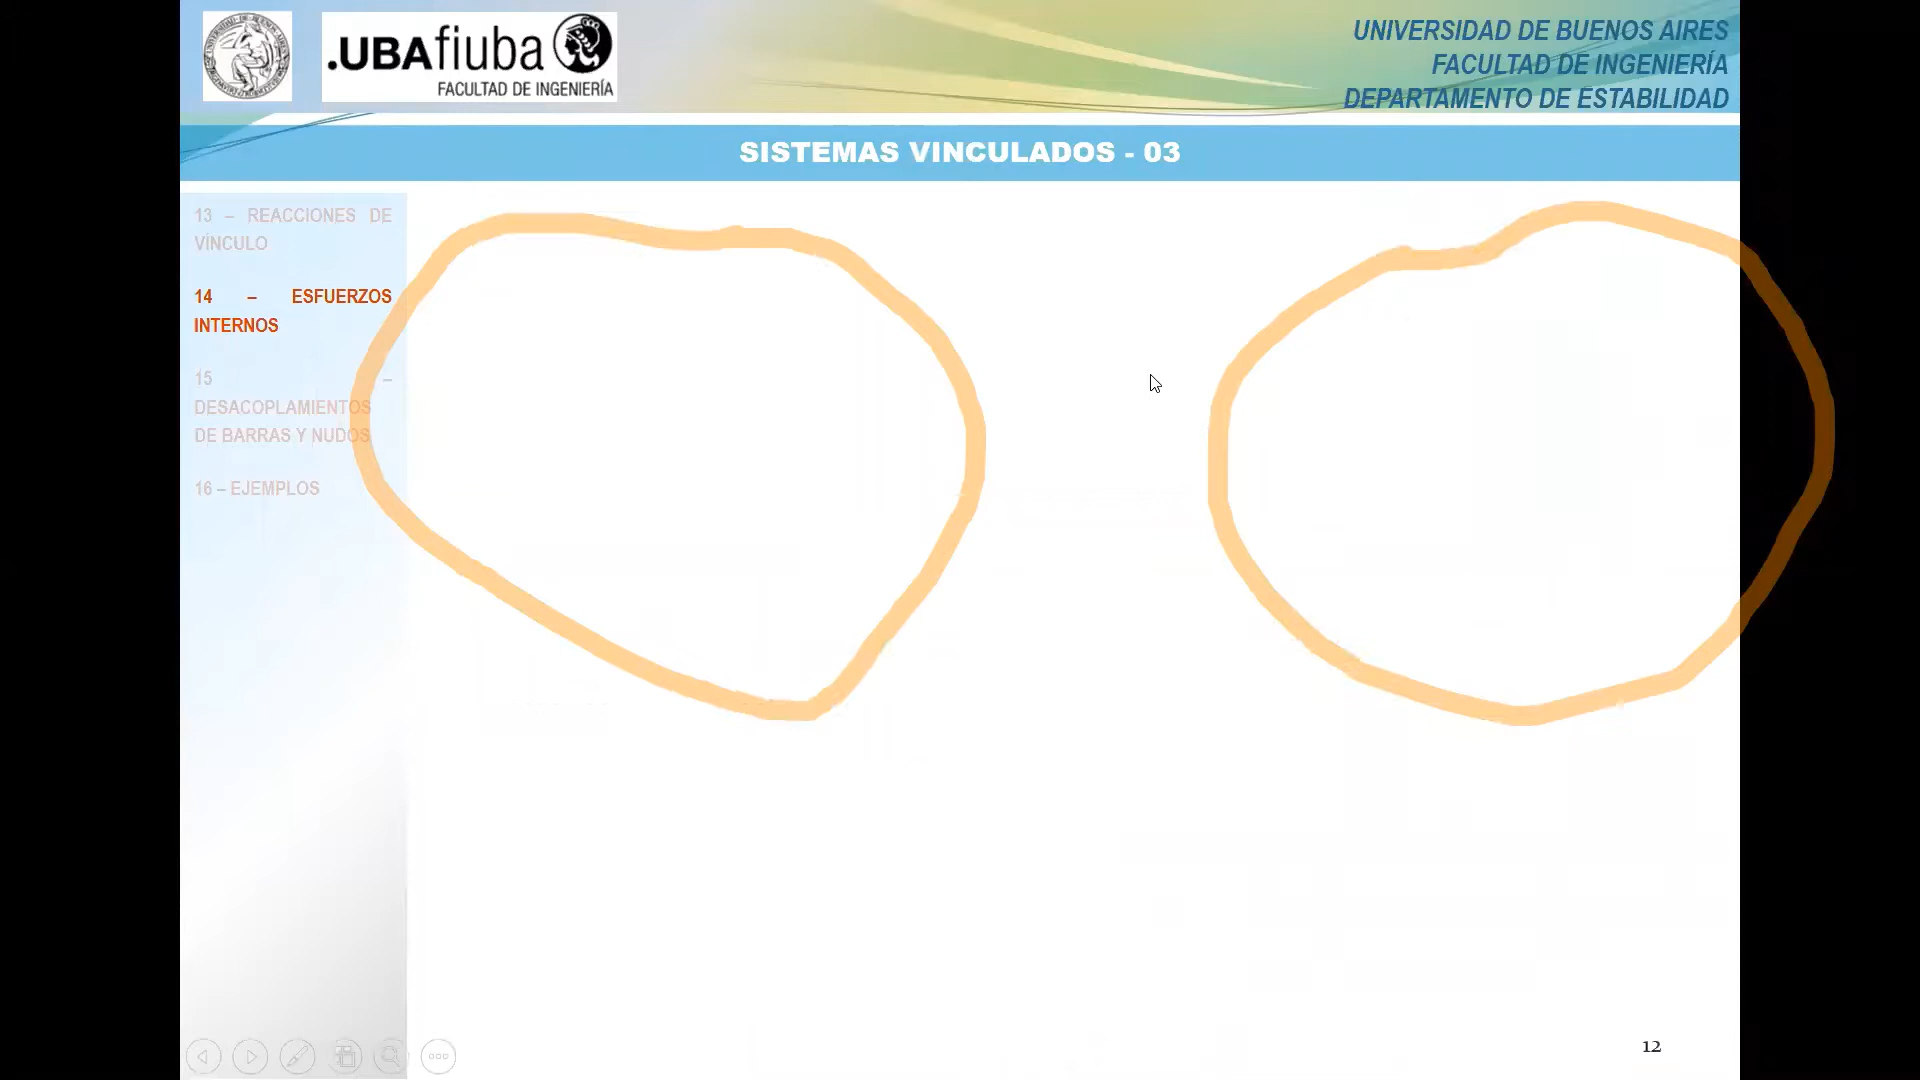 .UBAfiuba
FACULTAD DE INGENIERÍA
UNIVERSIDAD DE BUENOS AIRES
FACULTAD DE INGENIERÍA
DEPARTAMENTO DE ESTABILIDAD
SISTEMAS VINCULADOS - 03
13 – REACCIONES DE
VÍNCULO
14 – ESFUERZOS
INTERNOS
15 –
DESACOPLAMIENTOS
DE BARRAS Y NUDOS
16 – EJEMPLOS
12